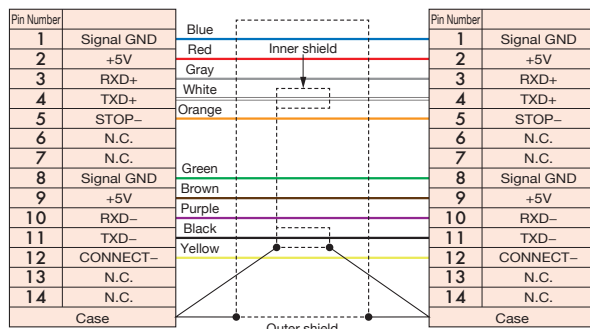 Pin Number Pin Number
1 Signal GND Blue 1 Signal GND
2 +5V Red Inner shield 2 +5V
3 RXD+ Gray 3 RXD+
4 TXD+ White 4 TXD+
5 STOP– Orange 5 STOP–
6 N.C. 6 N.C.
7 N.C. 7 N.C.
8 Signal GND Green 8 Signal GND
9 +5V Brown 9 +5V
10 RXD– Purple 10 RXD–
11 TXD– Black 11 TXD–
12 CONNECT– Yellow 12 CONNECT–
13 N.C. 13 N.C.
14 N.C. 14 N.C.
Case Case
Outer shield